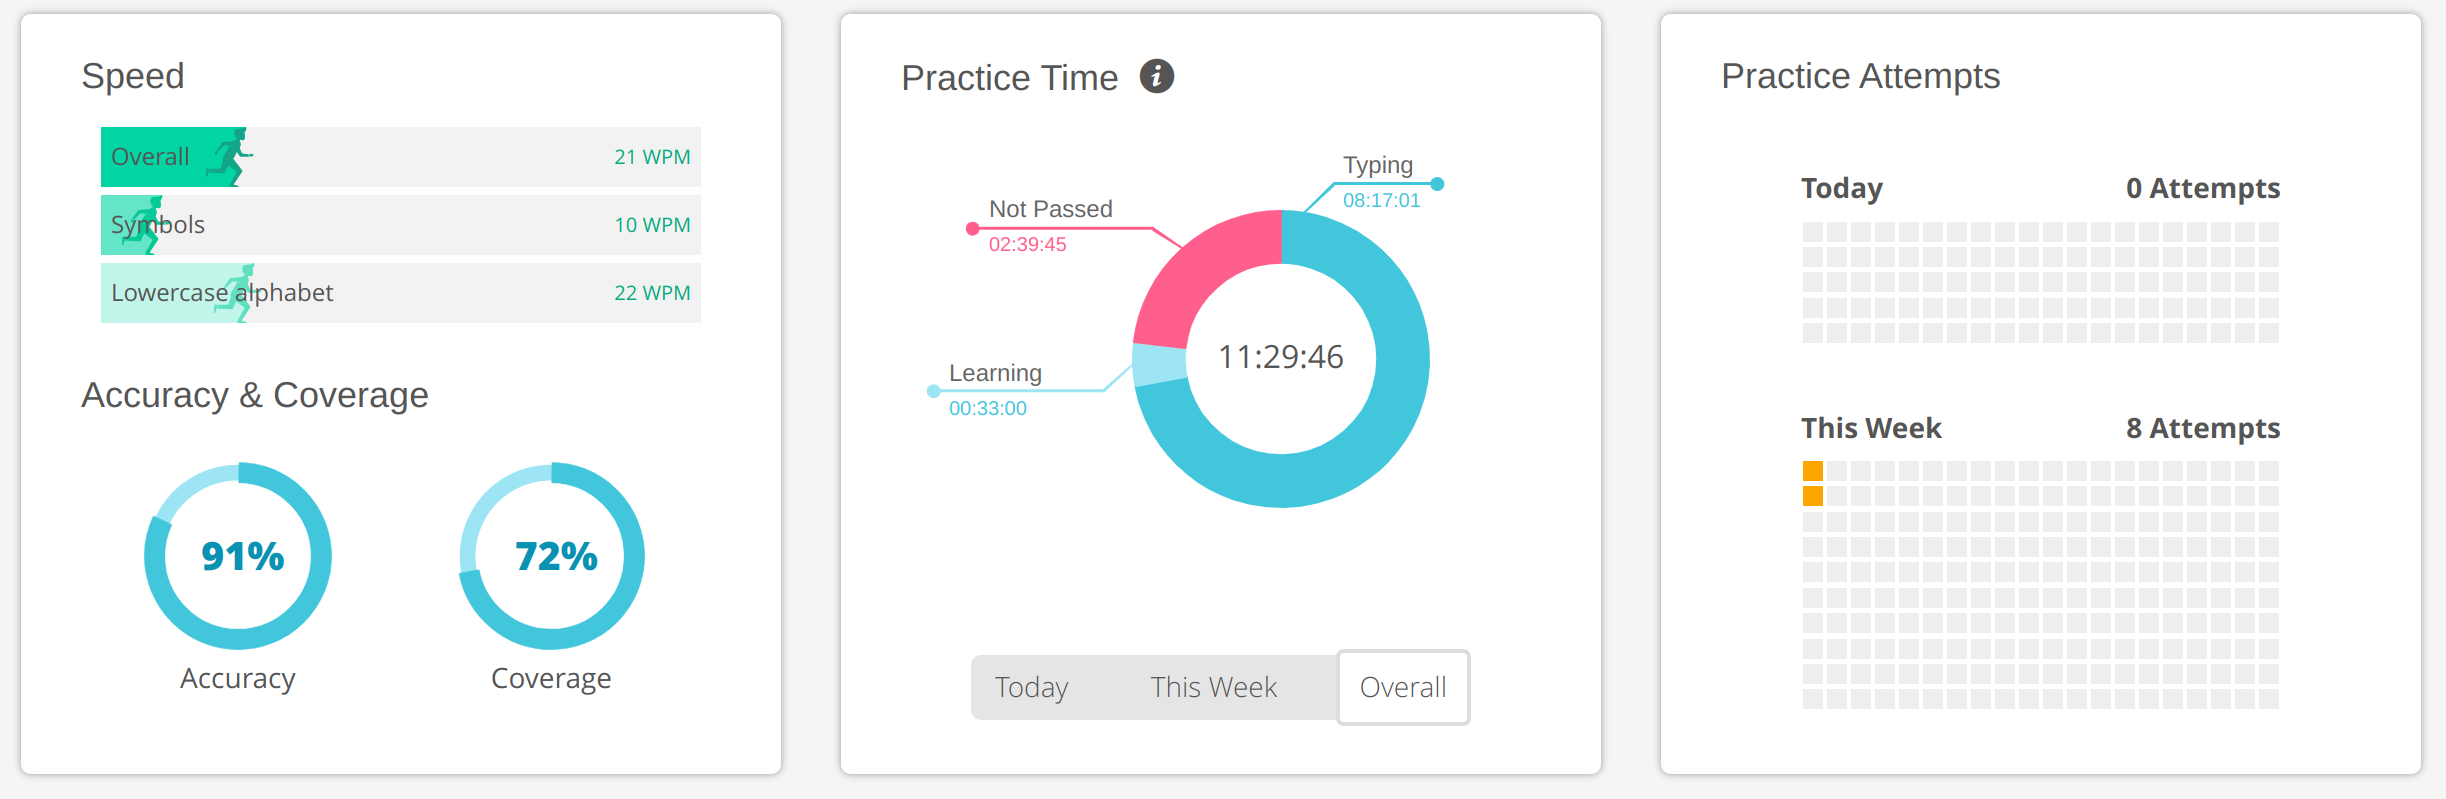 Speed
Overall 21 WPM
Symbols 10 WPM
Lowercase alphabet 22 WPM
Accuracy & Coverage
91%
Accuracy
72%
Coverage
Practice Time i
Typing
08:17:01
Not Passed
02:39:45
11:29:46
Learning
00:33:00
Today This Week Overall
Practice Attempts
Today 0 Attempts
This Week 8 Attempts